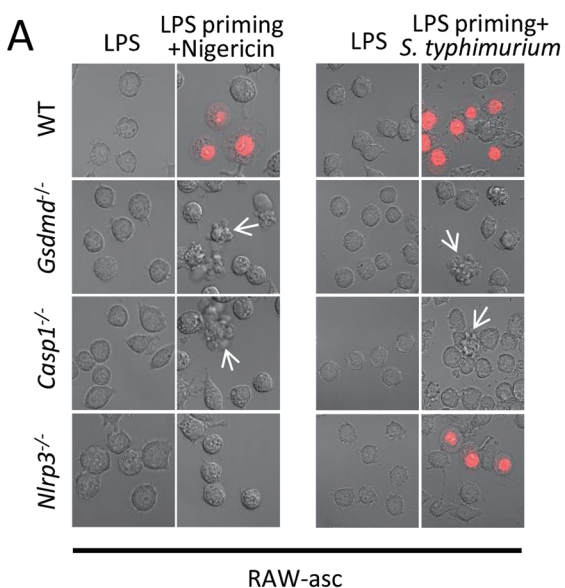 A
LPS
LPS priming
+Nigericin
LPS
LPS priming+
S. typhimurium
WT
Gsdmd-/-
Casp1-/-
Nlrp3-/-
RAW-asc